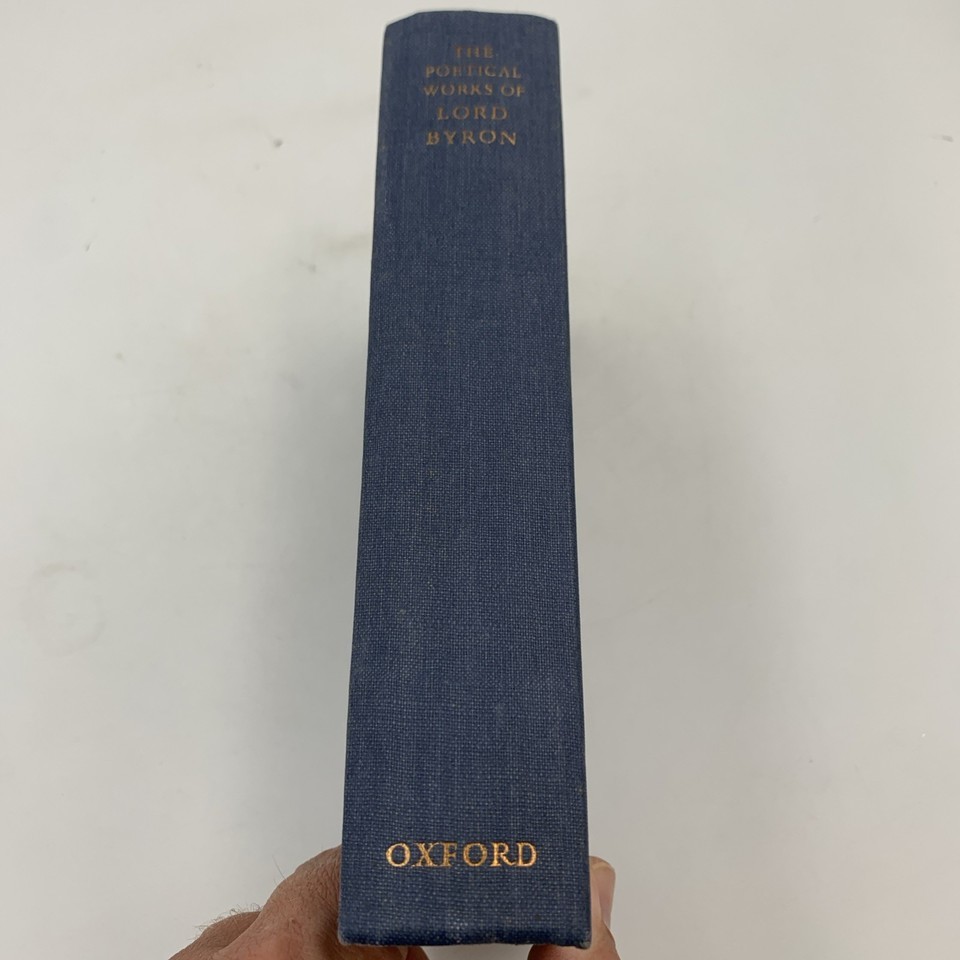 THE
POETICAL
WORKS OF
LORD
BYRON
OXFORD